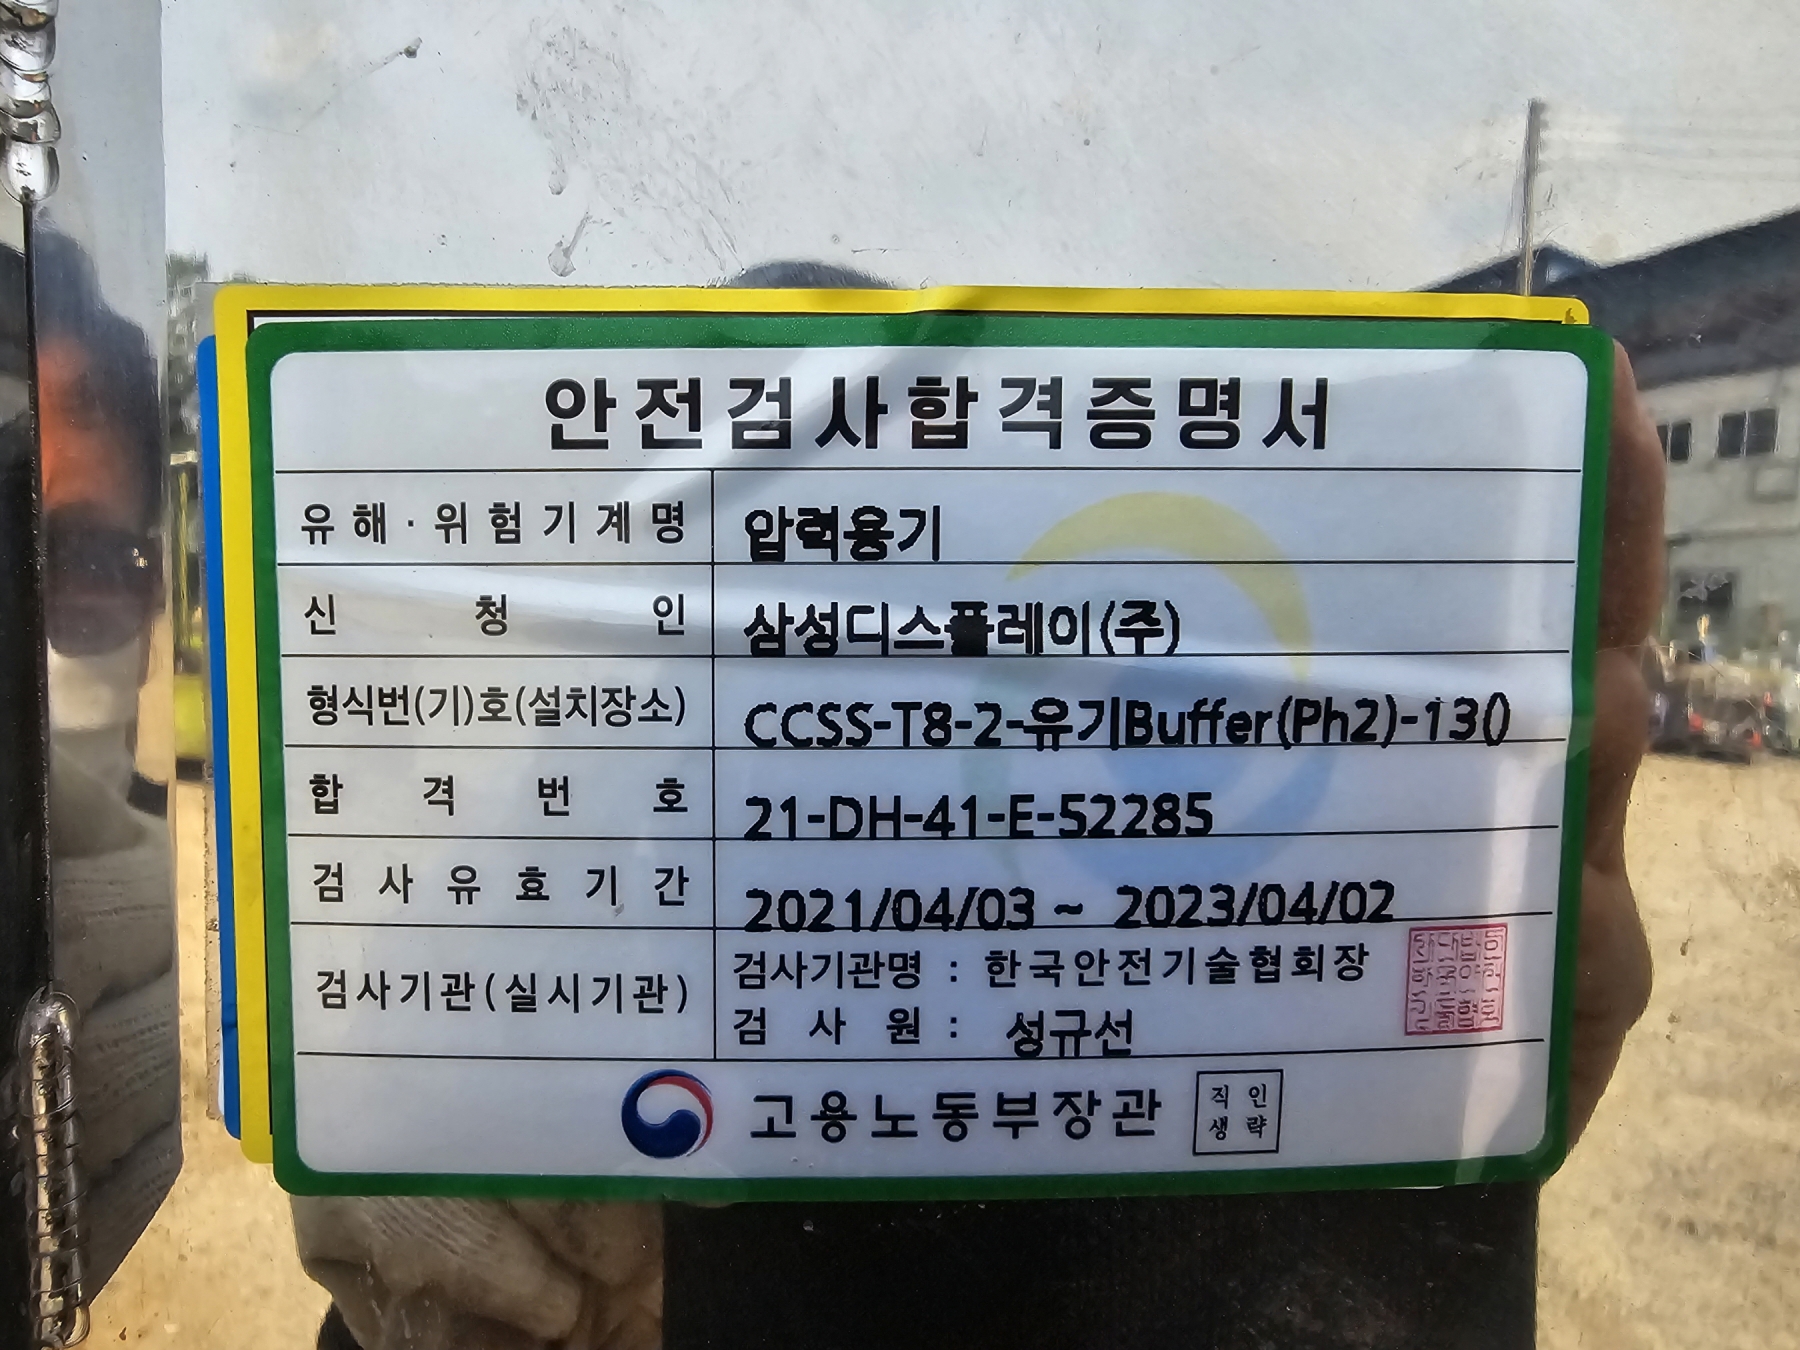 안전검사합격증명서
유해·위험기계명 압력용기
신청인 삼성디스플레이(주)
형식번(기)호(설치장소) CCSS-T8-2-유기Buffer(Ph2)-130
합격번호 21-DH-41-E-52285
검사유효기간 2021/04/03 ~ 2023/04/02
검사기관(실시기관) 검사기관명 : 한국안전기술협회장
검사원 : 성규선
고용노동부장관 직인
생략